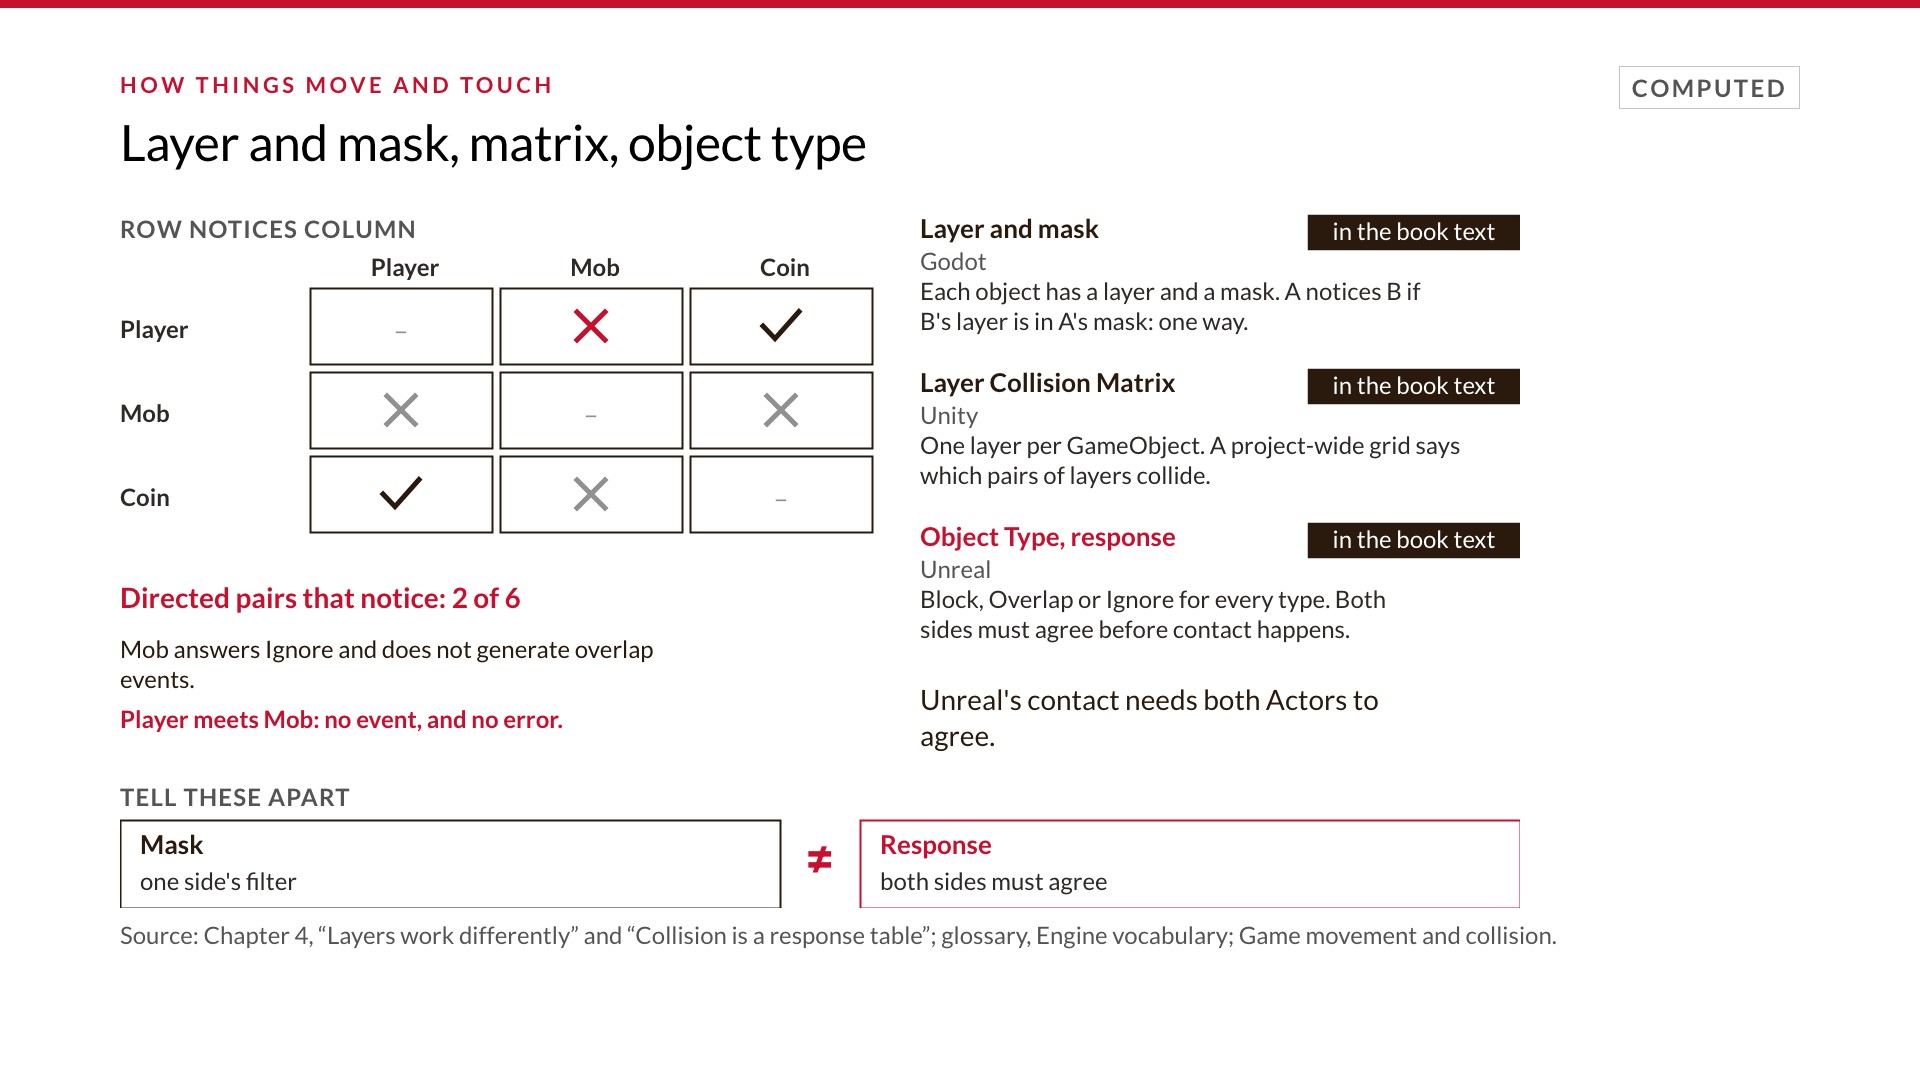 HOW THINGS MOVE AND TOUCH
COMPUTED
Layer and mask, matrix, object type
ROW NOTICES COLUMN
Player Mob Coin
Player – ✕ ✓
Mob ✕ – ✕
Coin ✓ ✕ –
Directed pairs that notice: 2 of 6
Mob answers Ignore and does not generate overlap
events.
Player meets Mob: no event, and no error.
Layer and mask
in the book text
Godot
Each object has a layer and a mask. A notices B if
B's layer is in A's mask: one way.
Layer Collision Matrix
in the book text
Unity
One layer per GameObject. A project-wide grid says
which pairs of layers collide.
Object Type, response
in the book text
Unreal
Block, Overlap or Ignore for every type. Both
sides must agree before contact happens.
Unreal's contact needs both Actors to
agree.
TELL THESE APART
Mask
one side's filter
≠
Response
both sides must agree
Source: Chapter 4, “Layers work differently” and “Collision is a response table”; glossary, Engine vocabulary; Game movement and collision.